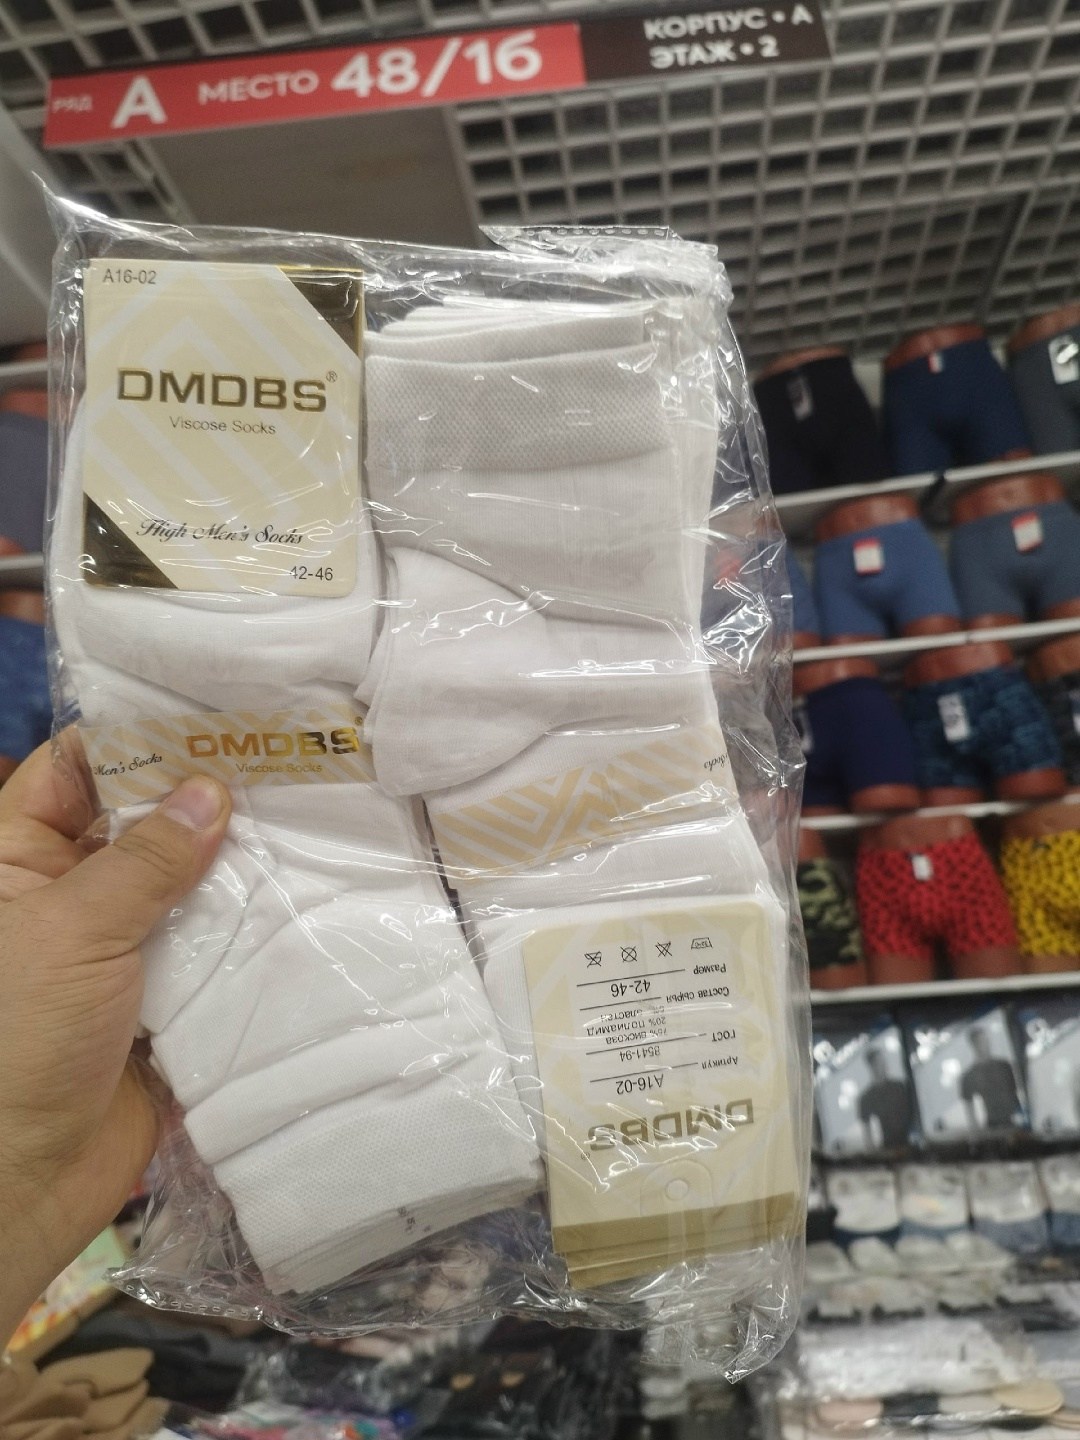 РЯД А МЕСТО 48/16
КОРПУС • А
ЭТАЖ • 2
A16-02
DMDBS®
Viscose Socks
High Men's Socks
42-46
Men's Socks
DMDBS®
Viscose Socks
Socks
DMDBS®
Артикул A16-02
ГОСТ 8541-94
Состав сырья
20% ПОЛИАМИД
Размер 42-46